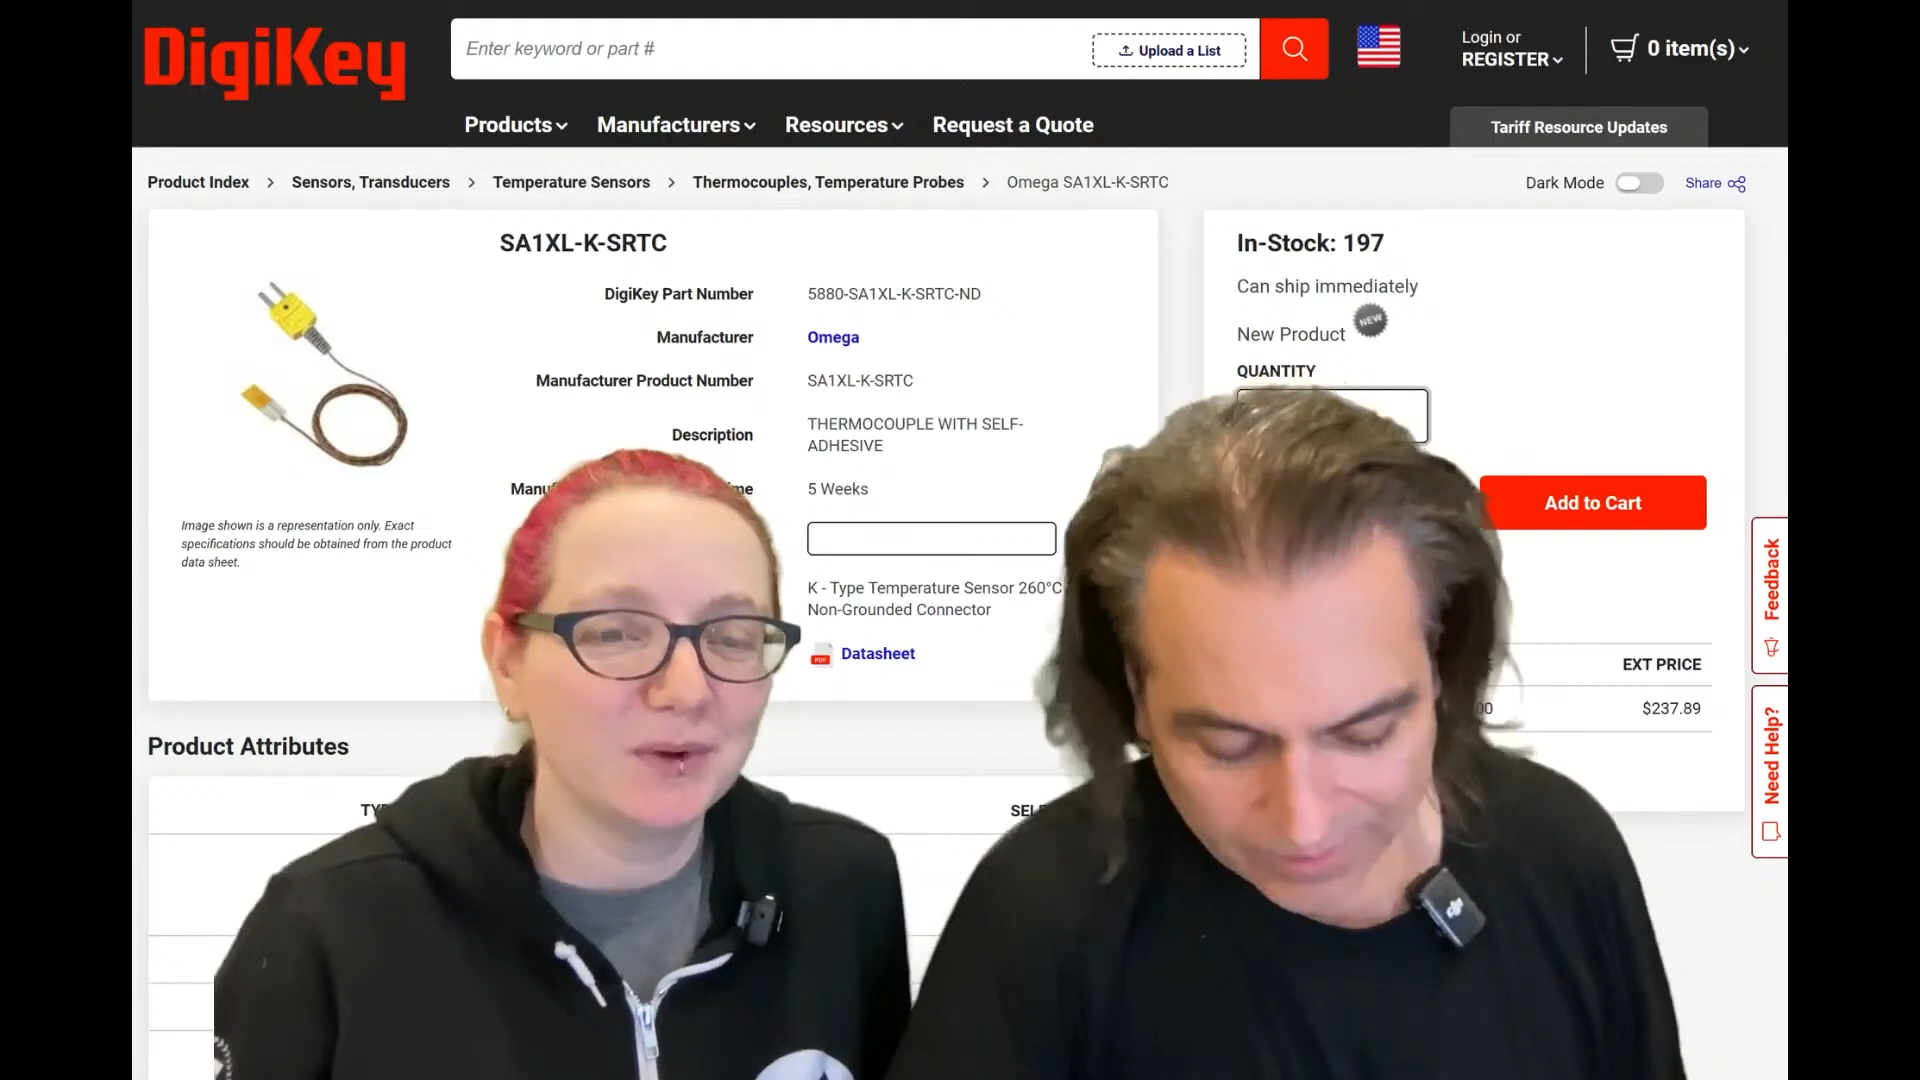 DigiKey
Enter keyword or part #
Upload a List
Login or
REGISTER
0 item(s)
Products
Manufacturers
Resources
Request a Quote
Tariff Resource Updates
Product Index > Sensors, Transducers > Temperature Sensors > Thermocouples, Temperature Probes > Omega SA1XL-K-SRTC
Dark Mode
Share
SA1XL-K-SRTC
DigiKey Part Number
5880-SA1XL-K-SRTC-ND
Manufacturer
Omega
Manufacturer Product Number
SA1XL-K-SRTC
Description
THERMOCOUPLE WITH SELF-
ADHESIVE
5 Weeks
K - Type Temperature Sensor 260°C
Non-Grounded Connector
PDF
Datasheet
Image shown is a representation only. Exact
specifications should be obtained from the product
data sheet.
In-Stock: 197
Can ship immediately
New Product
NEW
QUANTITY
Add to Cart
EXT PRICE
00
$237.89
Feedback
Need Help?
Product Attributes
dji